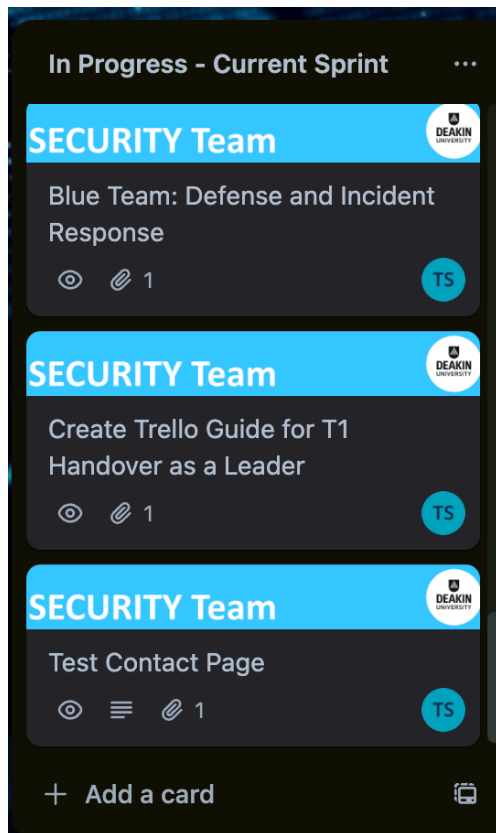 In Progress - Current Sprint
SECURITY Team
DEAKIN
UNIVERSITY
Blue Team: Defense and Incident
Response
1
TS
SECURITY Team
DEAKIN
UNIVERSITY
Create Trello Guide for T1
Handover as a Leader
1
TS
SECURITY Team
DEAKIN
UNIVERSITY
Test Contact Page
1
TS
+ Add a card